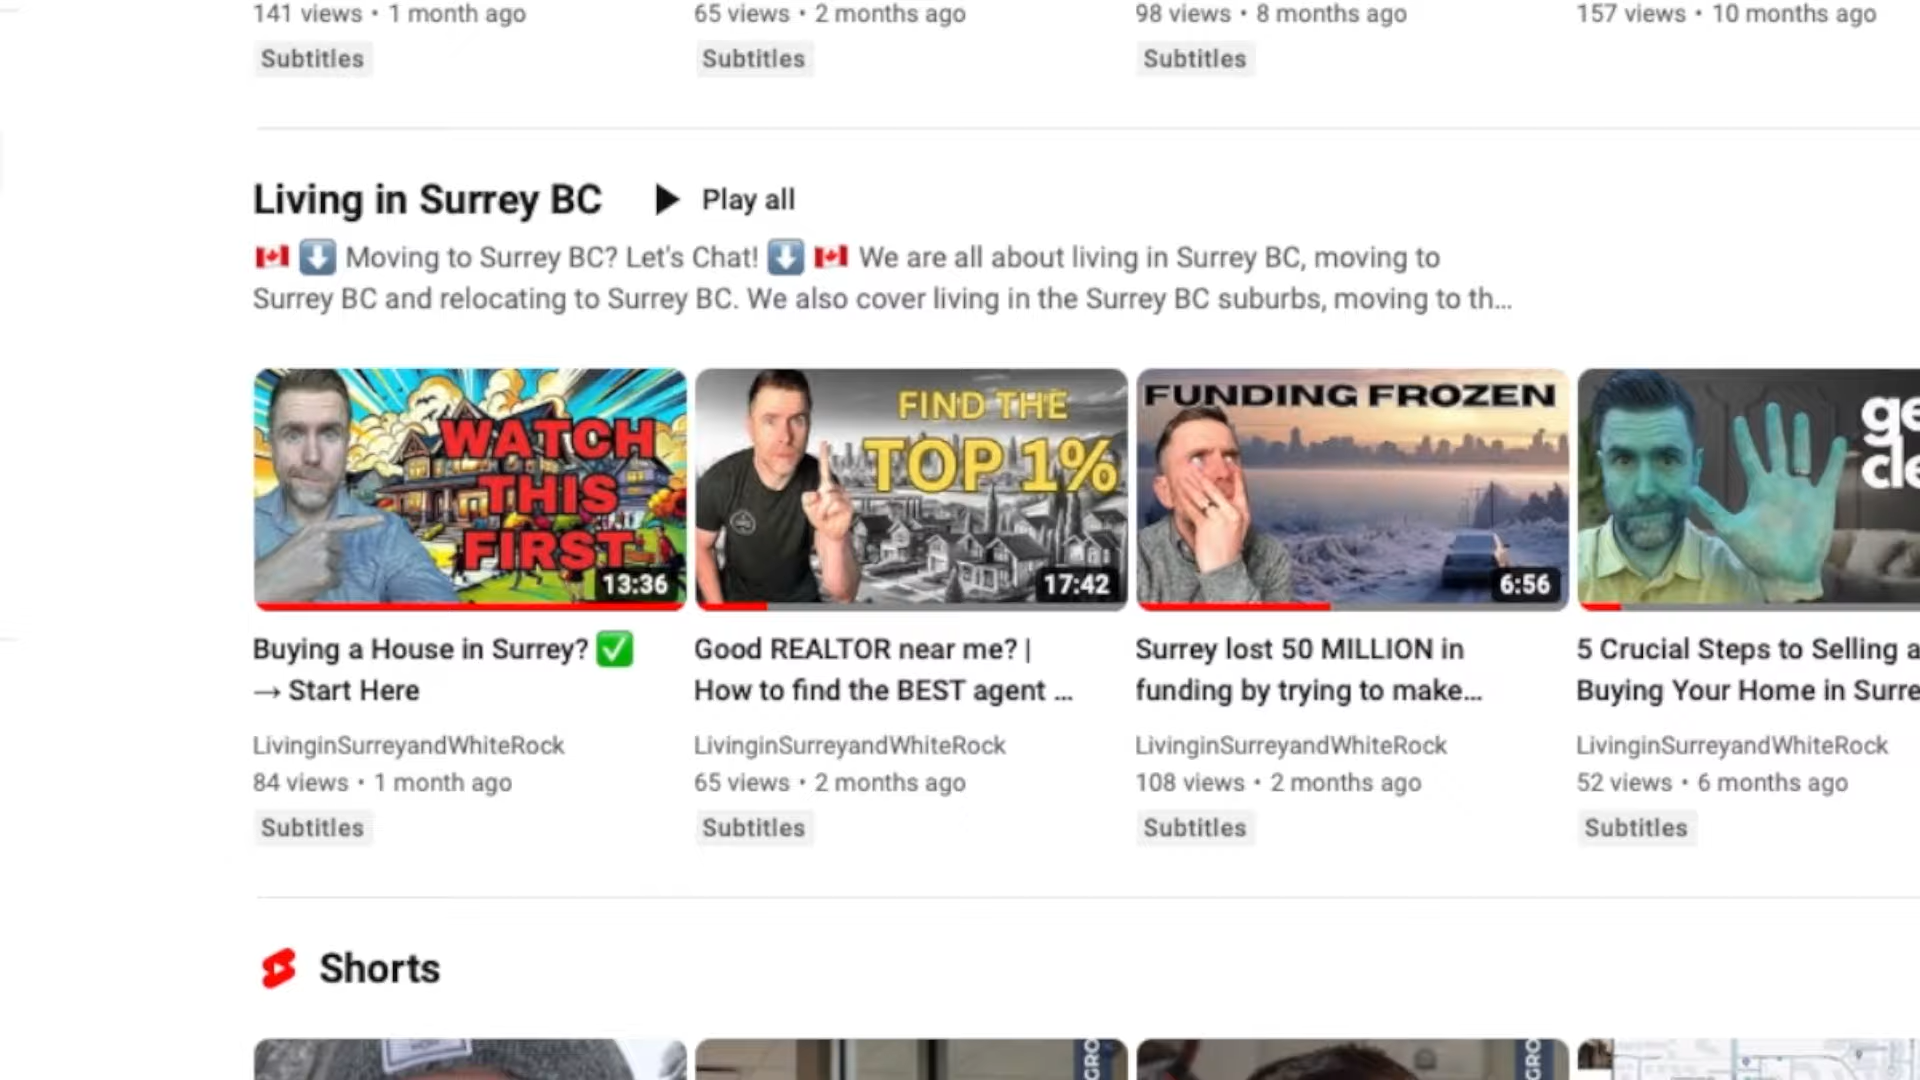 141 views • 1 month ago
65 views • 2 months ago
98 views • 8 months ago
157 views • 10 months ago
Subtitles
Subtitles
Subtitles
Living in Surrey BC
Play all
🇨🇦 ⬇️ Moving to Surrey BC? Let's Chat! ⬇️ 🇨🇦 We are all about living in Surrey BC, moving to
Surrey BC and relocating to Surrey BC. We also cover living in the Surrey BC suburbs, moving to th...
WATCH
THIS
FIRST
13:36
FIND THE
TOP 1%
17:42
FUNDING FROZEN
6:56
ge
cle
Buying a House in Surrey? ✅
→ Start Here
LivinginSurreyandWhiteRock
84 views • 1 month ago
Subtitles
Good REALTOR near me? |
How to find the BEST agent ...
LivinginSurreyandWhiteRock
65 views • 2 months ago
Subtitles
Surrey lost 50 MILLION in
funding by trying to make...
LivinginSurreyandWhiteRock
108 views • 2 months ago
Subtitles
5 Crucial Steps to Selling a
Buying Your Home in Surre
LivinginSurreyandWhiteRock
52 views • 6 months ago
Subtitles
Shorts
GRO
GRO